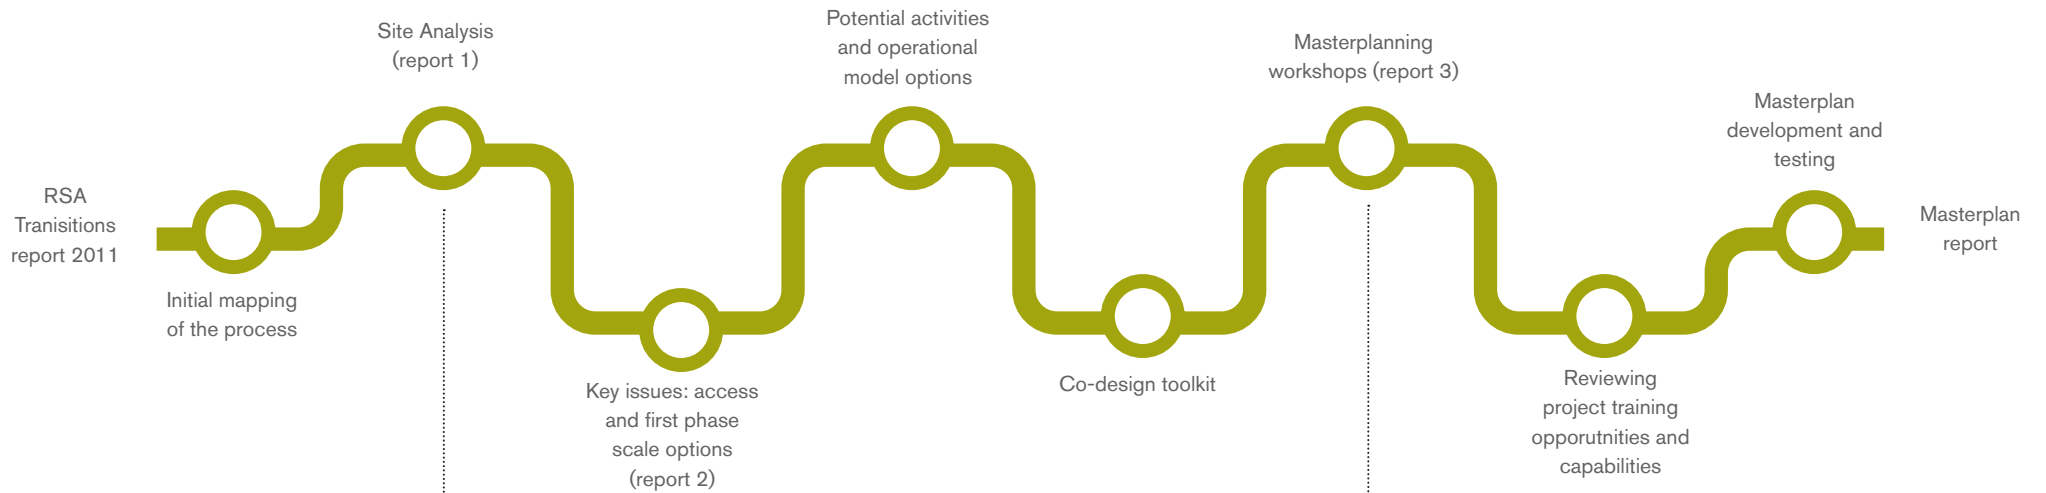 RSA
Tranisitions
report 2011
Initial mapping
of the process
Site Analysis
(report 1)
Key issues: access
and first phase
scale options
(report 2)
Potential activities
and operational
model options
Co-design toolkit
Masterplanning
workshops (report 3)
Reviewing
project training
opporutnities and
capabilities
Masterplan
development and
testing
Masterplan
report